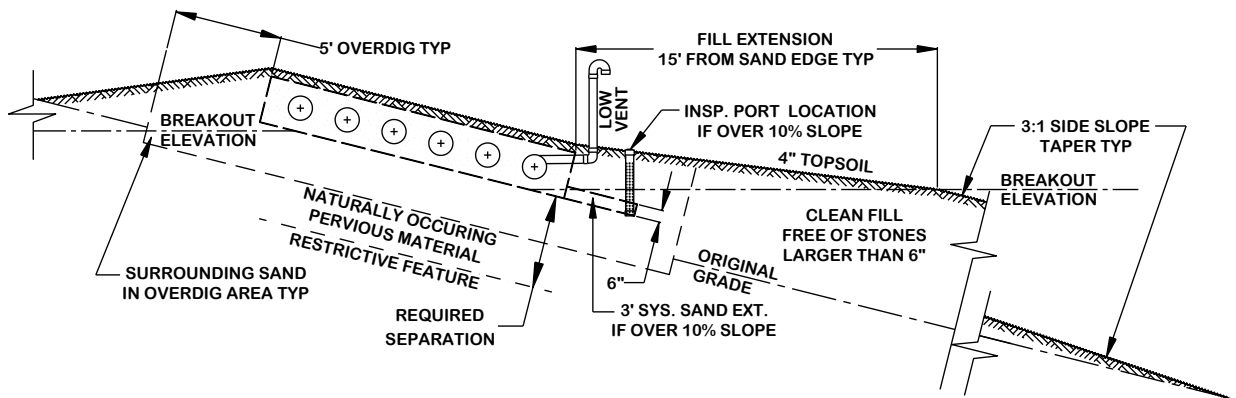 5' OVERDIG TYP
FILL EXTENSION
15' FROM SAND EDGE TYP
LOW
VENT
INSP. PORT LOCATION
IF OVER 10% SLOPE
3:1 SIDE SLOPE
TAPER TYP
BREAKOUT
ELEVATION
4" TOPSOIL
BREAKOUT
ELEVATION
NATURALLY OCCURING
PERVIOUS MATERIAL
RESTRICTIVE FEATURE
CLEAN FILL
FREE OF STONES
LARGER THAN 6"
SURROUNDING SAND
IN OVERDIG AREA TYP
ORIGINAL
GRADE
6"
REQUIRED
SEPARATION
3' SYS. SAND EXT.
IF OVER 10% SLOPE